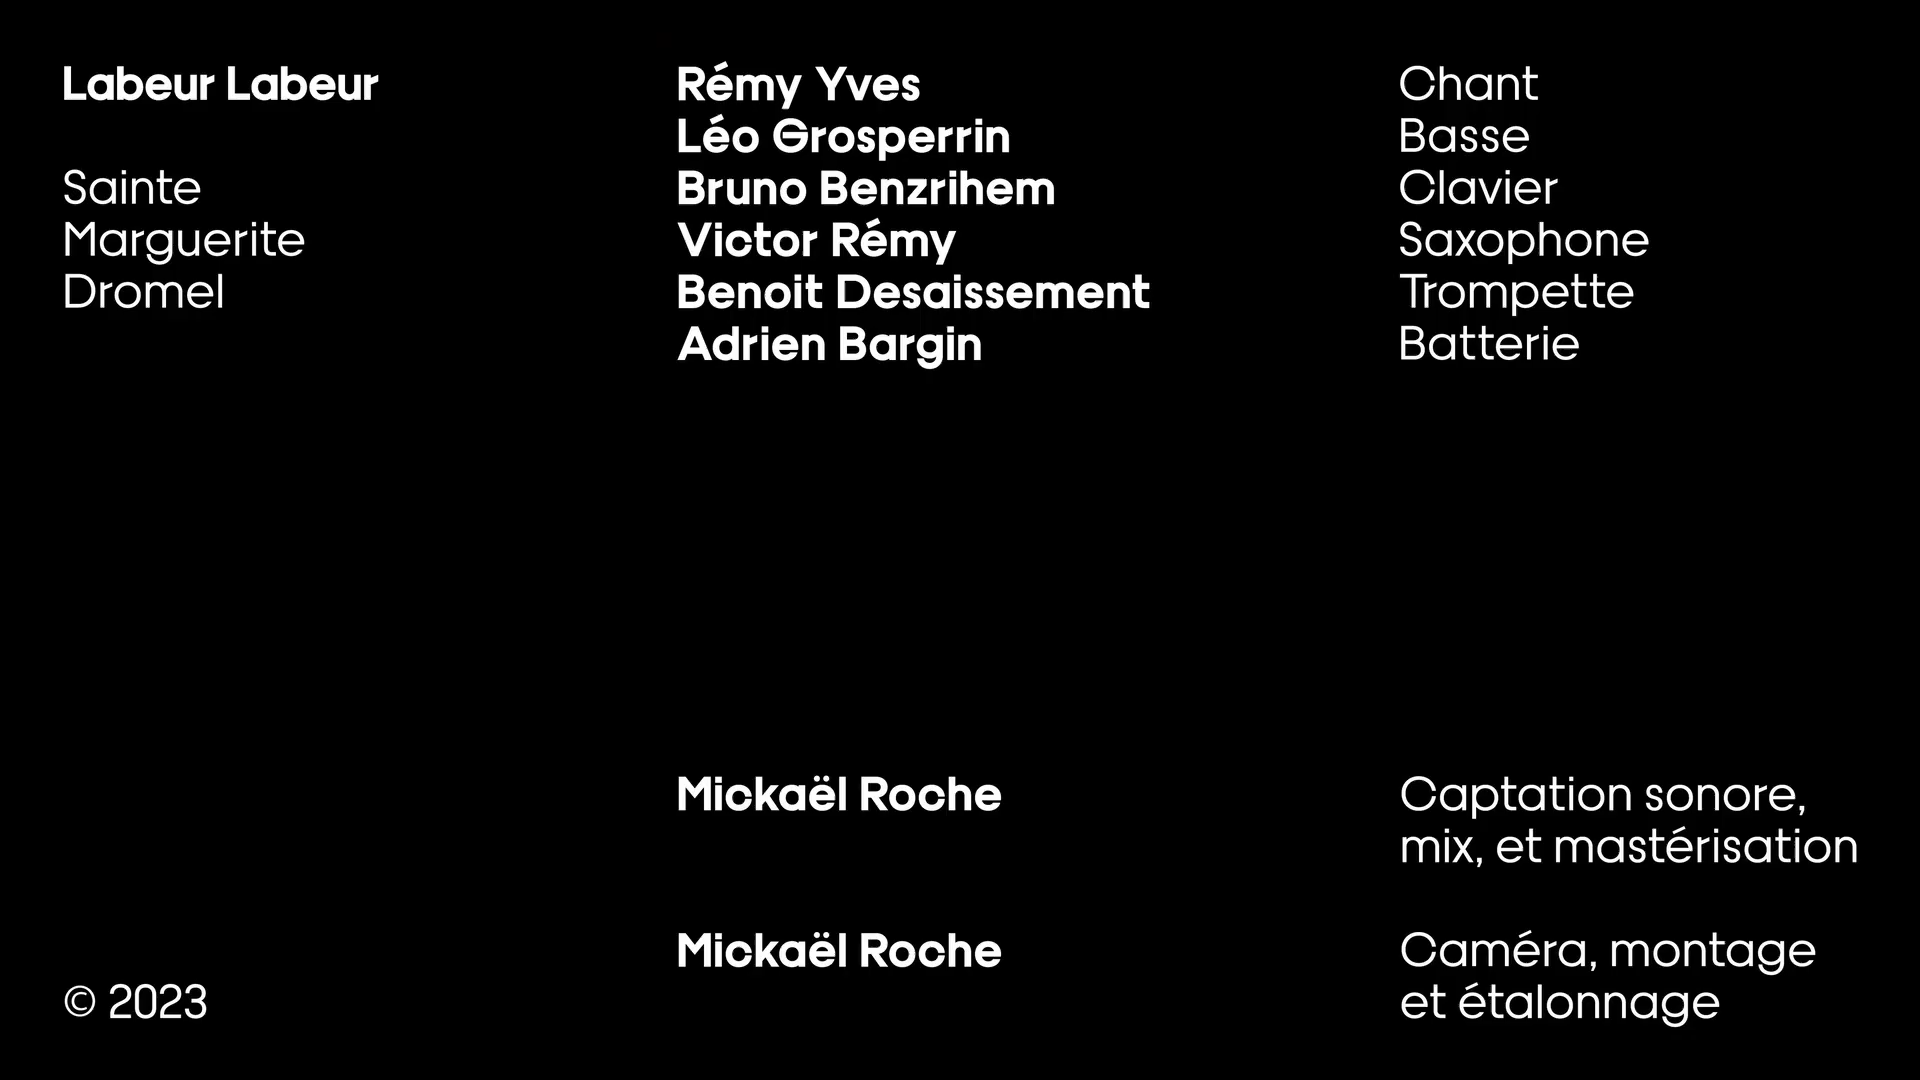 Labeur Labeur
Sainte
Marguerite
Dromel
Rémy Yves Chant
Léo Grosperrin Basse
Bruno Benzrihem Clavier
Victor Rémy Saxophone
Benoit Desaissement Trompette
Adrien Bargin Batterie
Mickaël Roche Captation sonore,
mix, et mastérisation
Mickaël Roche Caméra, montage
et étalonnage
© 2023